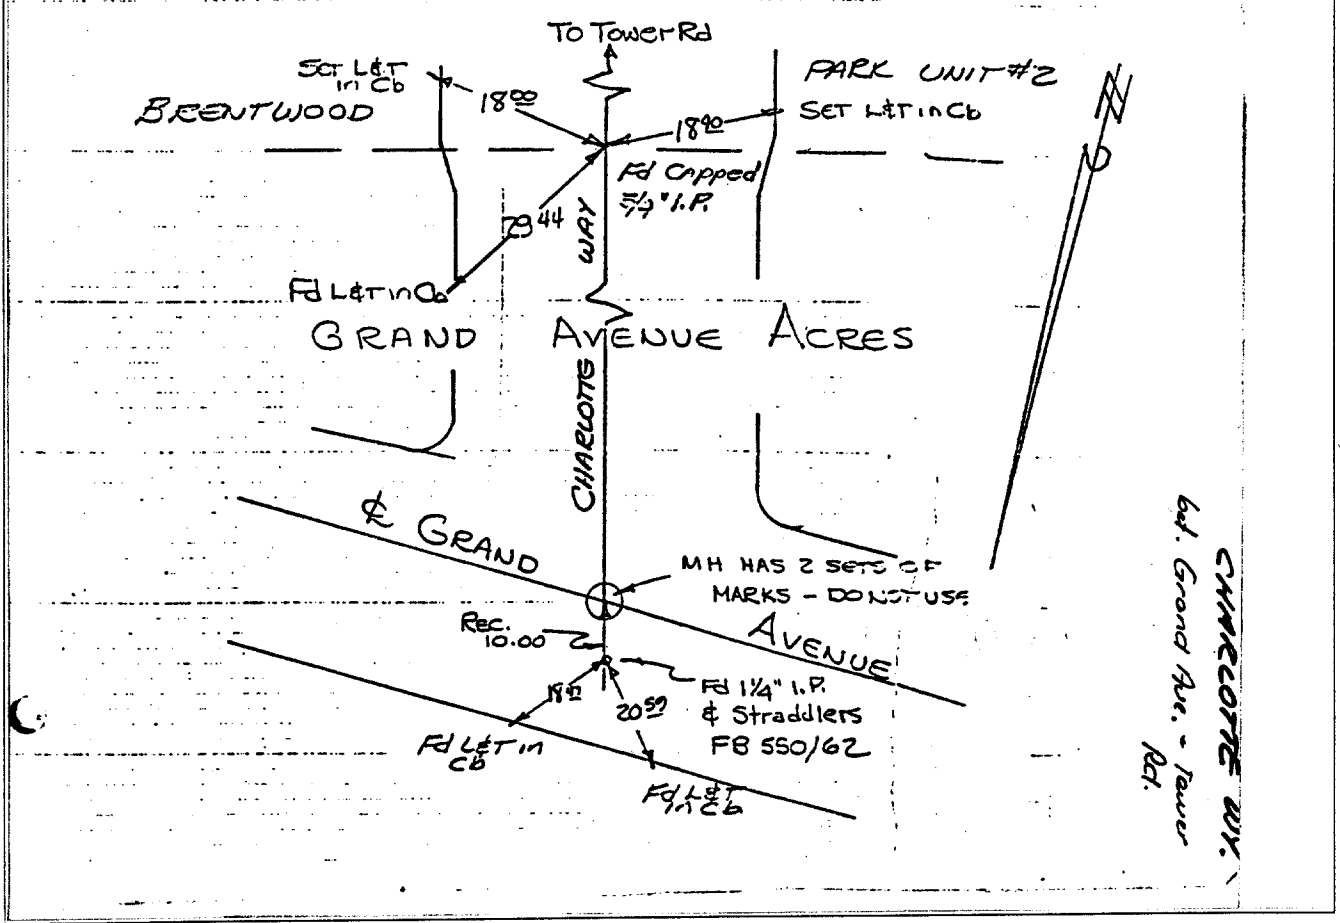 To Tower Rd
SET L&T
in Cb
BRENTWOOD
18 00
18 40
PARK UNIT #2
SET L&T in Cb
Fd Capped
I.P.
29 44
WAY
Fd L&T in Cb
GRAND AVENUE ACRES
CHARLOTTE
℄ GRAND
AVENUE
MH HAS 2 SETS OF
MARKS - DO NOT USE
Rec.
10.00
Fd 1¼" I.P.
& Straddlers
FB 550/62
20 59
Fd L&T in
Cb
Fd L&T
in Cb
CHARLOTTE WY.
bet. Grand Ave. - Tower
Rd.